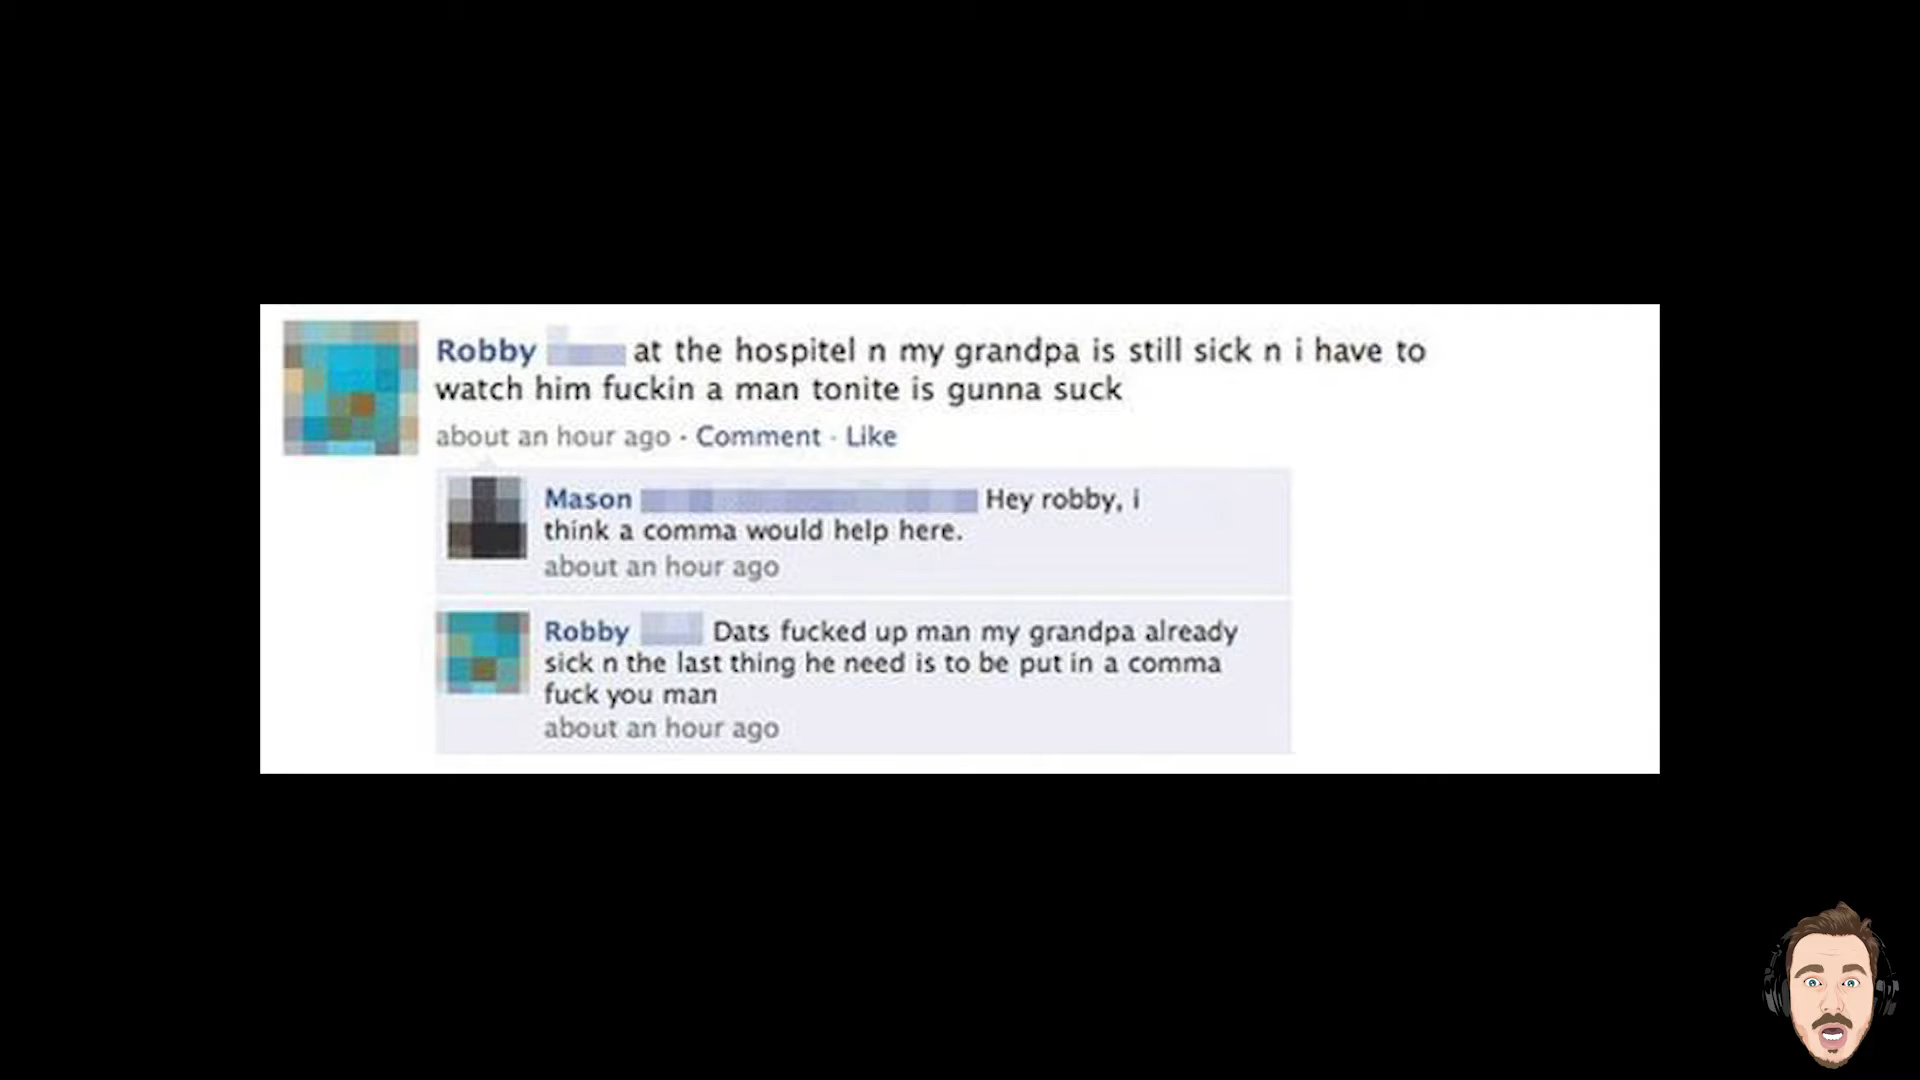 Robby at the hospitel n my grandpa is still sick n i have to
watch him fuckin a man tonite is gunna suck
about an hour ago · Comment · Like
Mason Hey robby, i
think a comma would help here.
about an hour ago
Robby Dats fucked up man my grandpa already
sick n the last thing he need is to be put in a comma
fuck you man
about an hour ago